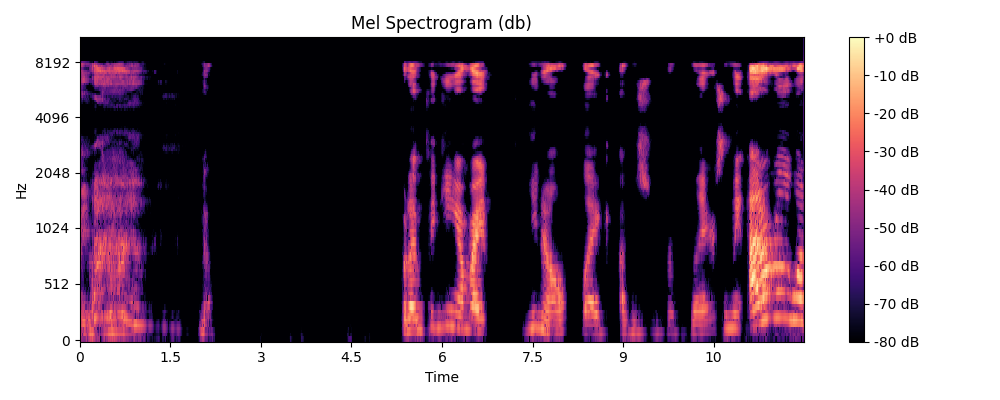 Mel Spectrogram (db)
Hz
8192
4096
2048
1024
512
0
0 1.5 3 4.5 6 7.5 9 10
Time
+0 dB
-10 dB
-20 dB
-30 dB
-40 dB
-50 dB
-60 dB
-70 dB
-80 dB